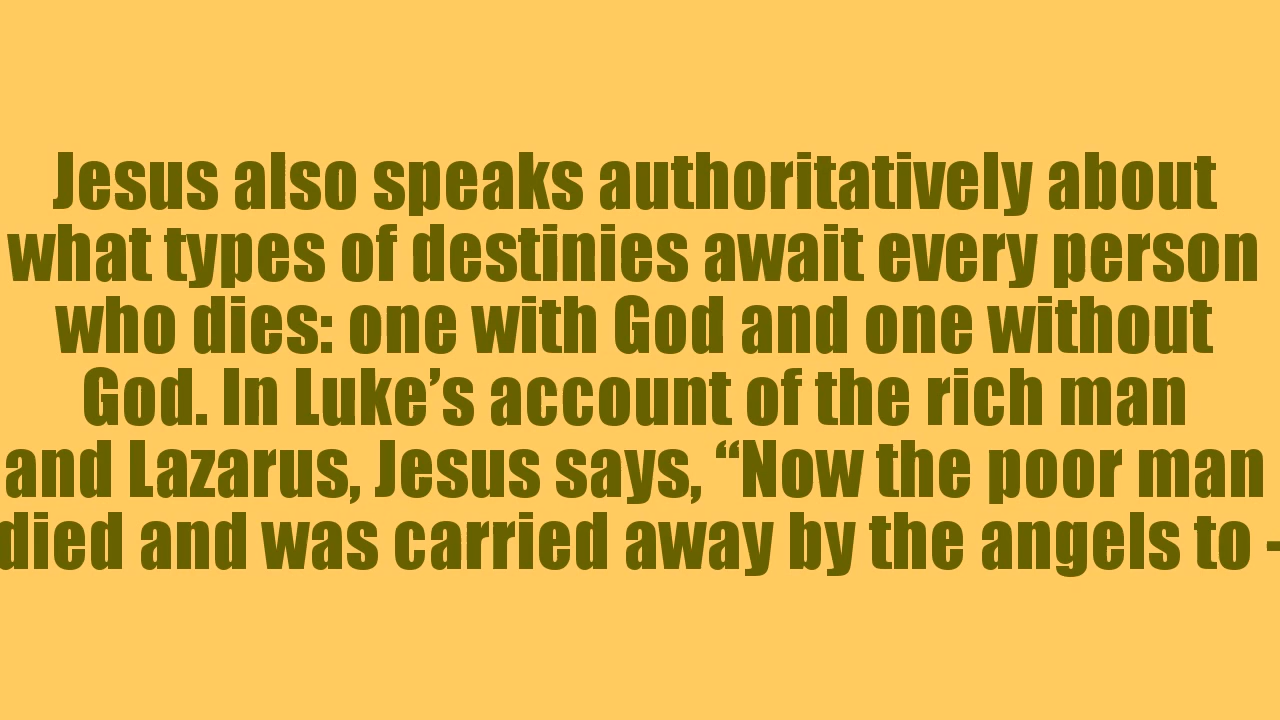 Jesus also speaks authoritatively about
what types of destinies await every person
who dies: one with God and one without
God. In Luke’s account of the rich man
and Lazarus, Jesus says, “Now the poor man
died and was carried away by the angels to -